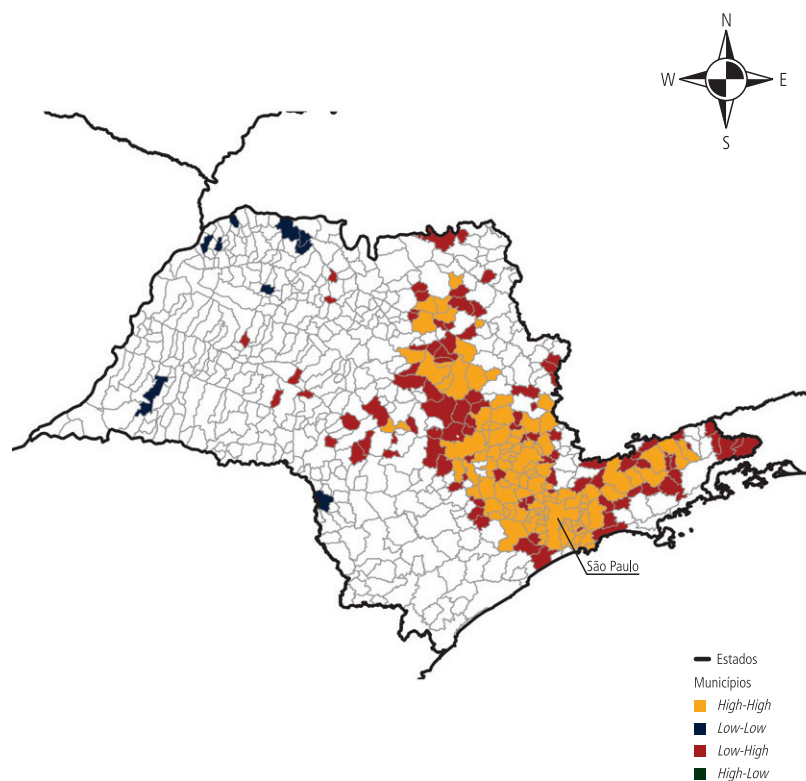 N
W E
S
São Paulo
Estados
Municípios
High-High
Low-Low
Low-High
High-Low